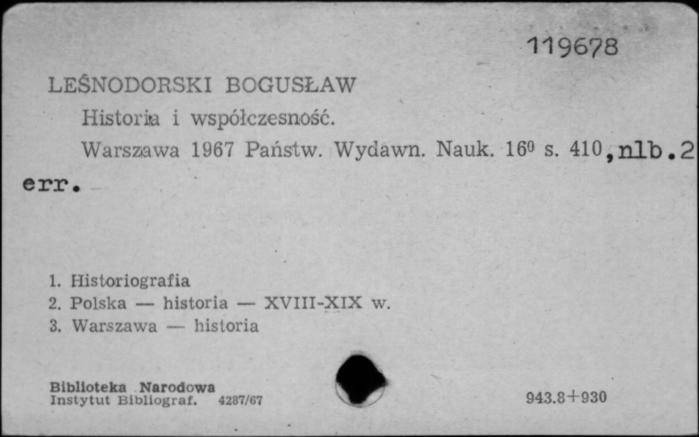 119678
LEŚNODORSKI BOGUSŁAW
Historia i współczesność.
Warszawa 1967 Państw. Wydawn. Nauk. 16⁰ s. 410,nlb.2
err.
1. Historiografia
2. Polska — historia — XVIII-XIX w.
3. Warszawa — historia
Biblioteka Narodowa
Instytut Bibliograf. 4287/67
943.8+930